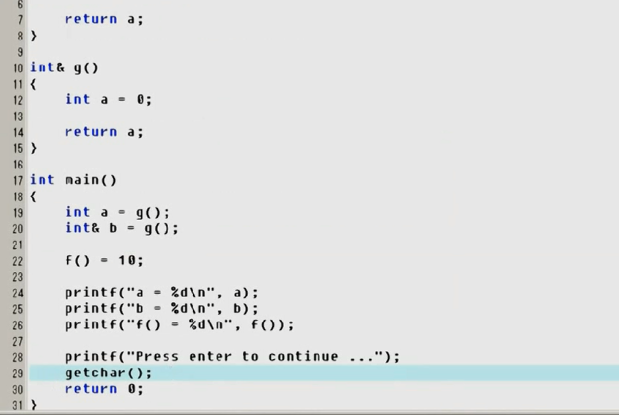 6
7 return a;
8 }
9
10 int& g()
11 {
12 int a = 0;
13
14 return a;
15 }
16
17 int main()
18 {
19 int a = g();
20 int& b = g();
21
22 f() = 10;
23
24 printf("a = %d\n", a);
25 printf("b = %d\n", b);
26 printf("f() = %d\n", f());
27
28 printf("Press enter to continue ...");
29 getchar();
30 return 0;
31 }